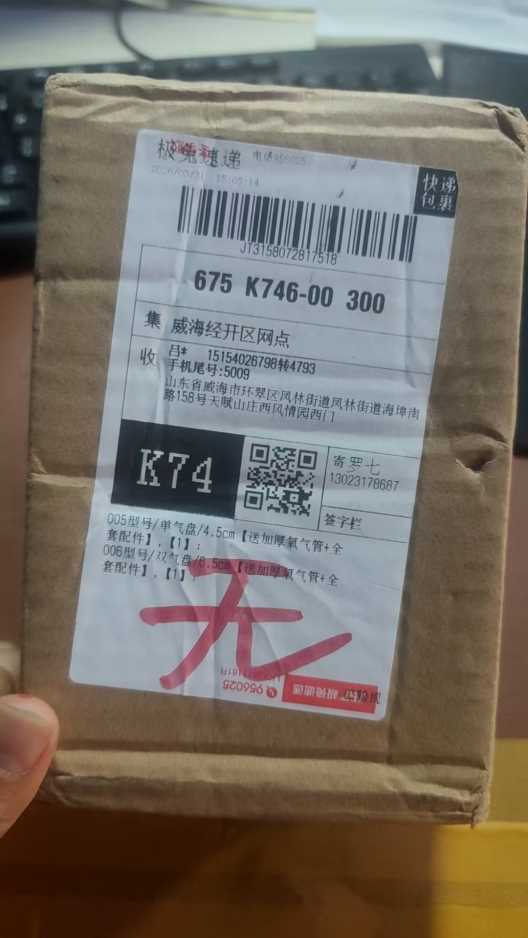 极兔速递
快递
包裹
JT3158072817518
675 K746-00 300
集 威海经开区网点
收 吕* 15154026798转4793
手机尾号:5009
山东省威海市环翠区凤林街道凤林街道海埠南
路158号天赋山庄西风情园西门
K74
寄 罗七
13023178687
签字栏
005型号/单气盘/4.5cm【送加厚氧气管+全
套配件】,【1】;
006型号/双气盘/6.5cm【送加厚氧气管+全
套配件】,【1】;
无
956025
极兔速递